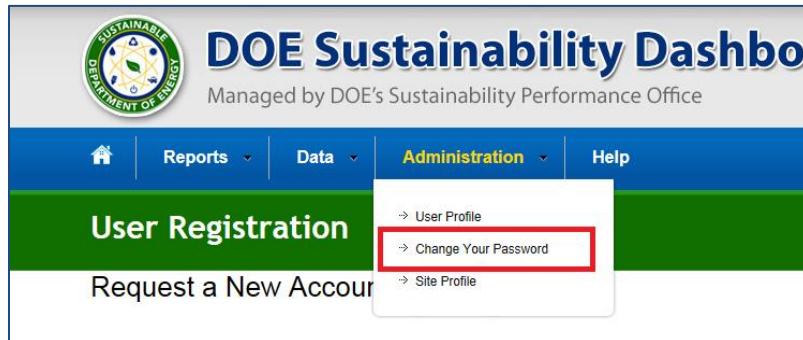 SUSTAINABLE
DEPARTMENT OF ENERGY
DOE Sustainability Dashbo
Managed by DOE's Sustainability Performance Office
Reports
Data
Administration
Help
User Registration
→ User Profile
→ Change Your Password
→ Site Profile
Request a New Accour